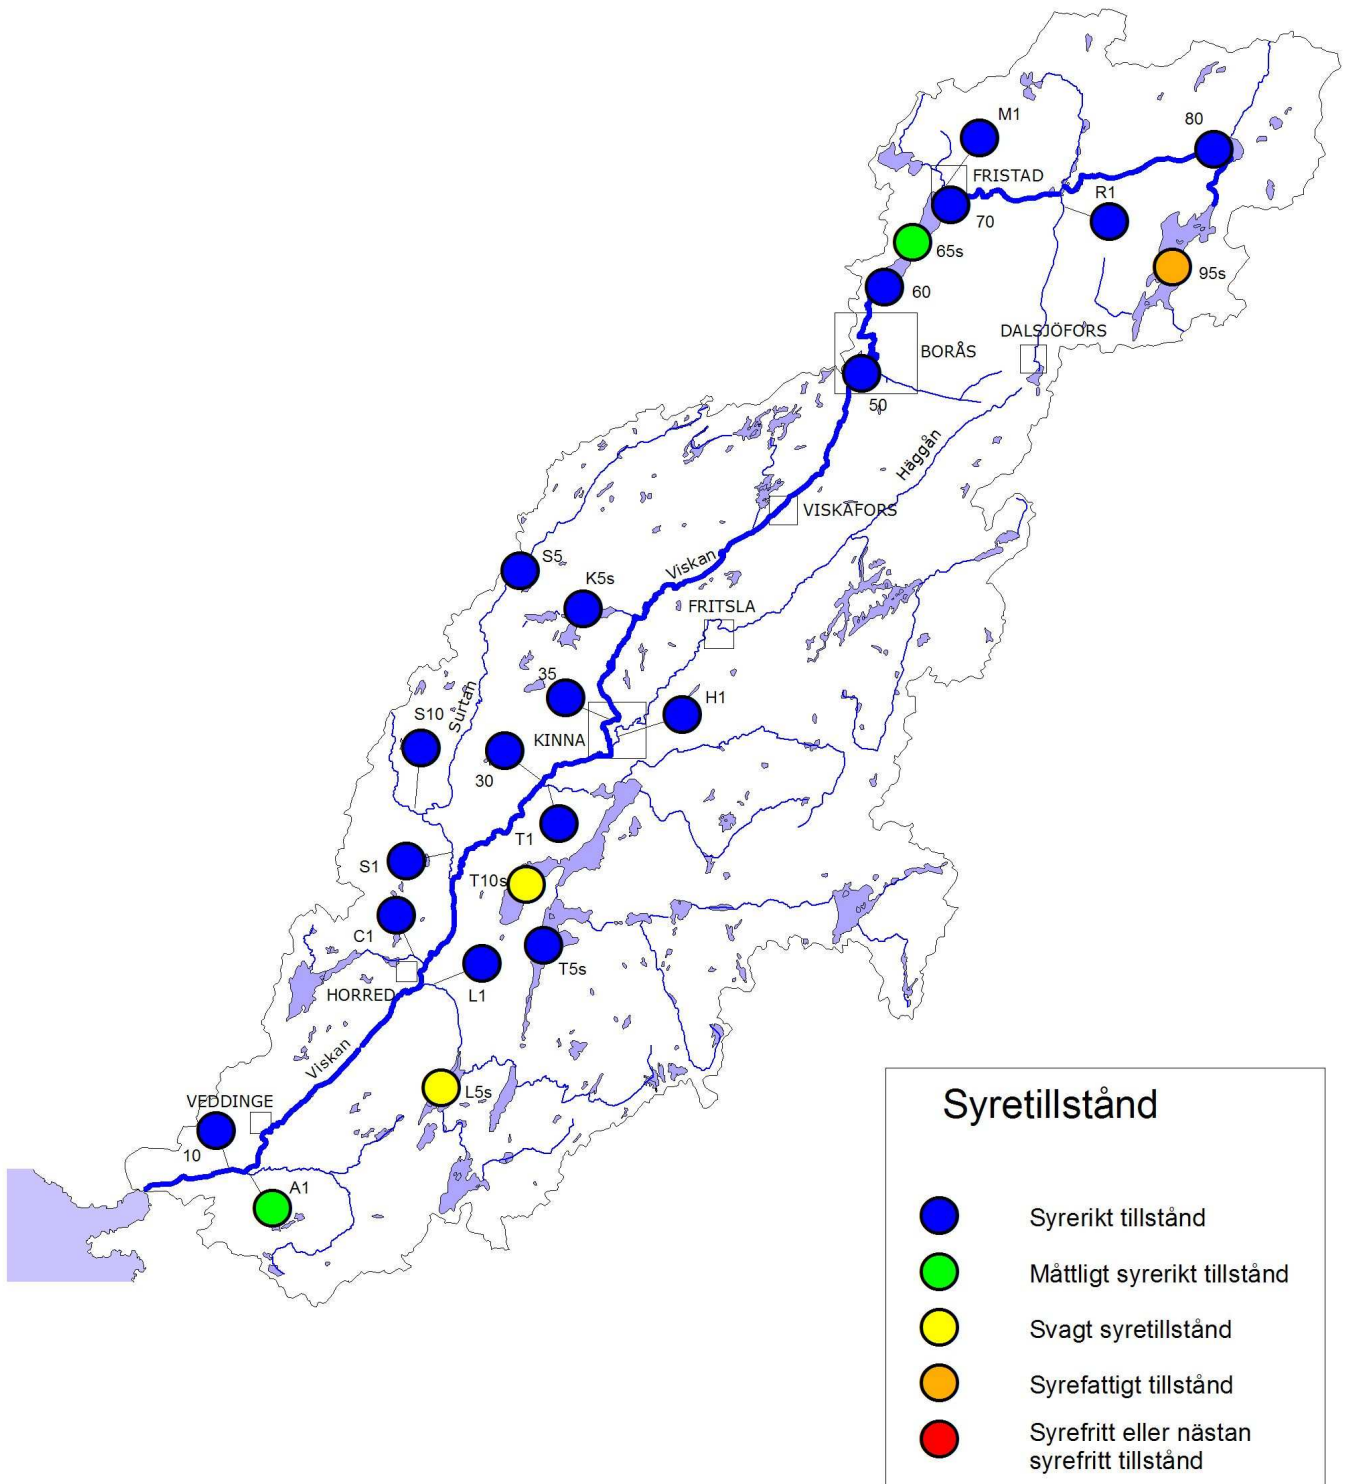 M1
80
FRISTAD
R1
70
65s
95s
60
DALSJÖFORS
BORÅS
50
Häggån
VISKAFORS
S5
Viskan
K5s
FRITSLA
35
Surtan
H1
S10
KINNA
30
T1
S1
T10s
C1
T5s
HORRED
L1
Viskan
L5s
VEDDINGE
10
A1
Syretillstånd
Syrerikt tillstånd
Måttligt syrerikt tillstånd
Svagt syretillstånd
Syrefattigt tillstånd
Syrefritt eller nästan
syrefritt tillstånd